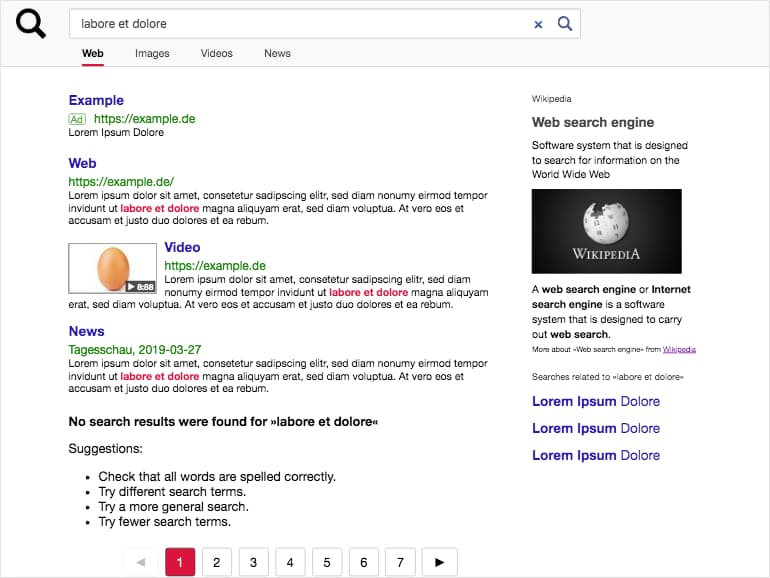 labore et dolore ×
Web Images Videos News
Example
Ad https://example.de
Lorem Ipsum Dolore
Web
https://example.de/
Lorem ipsum dolor sit amet, consetetur sadipscing elitr, sed diam nonumy eirmod tempor
invidunt ut labore et dolore magna aliquyam erat, sed diam voluptua. At vero eos et
accusam et justo duo dolores et ea rebum.
Video
https://example.de
8:88
Lorem ipsum dolor sit amet, consetetur sadipscing elitr, sed diam
nonumy eirmod tempor invidunt ut labore et dolore magna aliquyam
erat, sed diam voluptua. At vero eos et accusam et justo duo dolores et ea rebum.
News
Tagesschau, 2019-03-27
Lorem ipsum dolor sit amet, consetetur sadipscing elitr, sed diam nonumy eirmod tempor
invidunt ut labore et dolore magna aliquyam erat, sed diam voluptua. At vero eos et
accusam et justo duo dolores et ea rebum.
No search results were found for »labore et dolore«
Suggestions:
• Check that all words are spelled correctly.
• Try different search terms.
• Try a more general search.
• Try fewer search terms.
◀ 1 2 3 4 5 6 7 ▶
Wikipedia
Web search engine
Software system that is designed
to search for information on the
World Wide Web
WIKIPEDIA
A web search engine or Internet
search engine is a software
system that is designed to carry
out web search.
More about »Web search engine« from Wikipedia
Searches related to »labore et dolore«
Lorem Ipsum Dolore
Lorem Ipsum Dolore
Lorem Ipsum Dolore